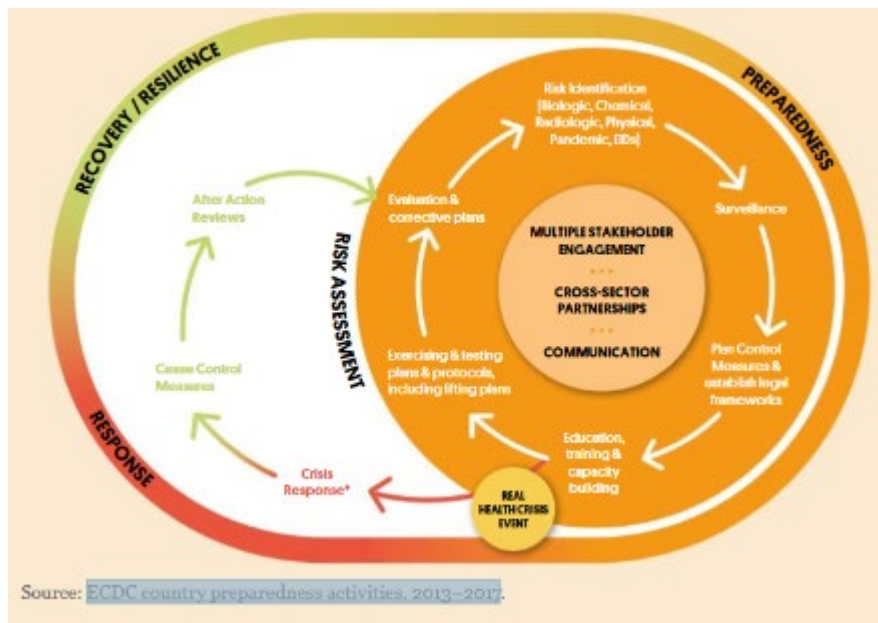 RECOVERY / RESILIENCE
PREPAREDNESS
Risk Identification
[Biologic, Chemical,
Radiologic, Physical,
Pandemic, EIDs]
After Action
Reviews
Evaluation &
corrective plans
Surveillance
RISK ASSESSMENT
MULTIPLE STAKEHOLDER
ENGAGEMENT
CROSS-SECTOR
PARTNERSHIPS
COMMUNICATION
Cease Control
Measures
Exercising & testing
plans & protocols,
including lifting plans
Plan Control
Measures &
establish legal
frameworks
RESPONSE
Education,
training &
capacity
building
Crisis
Response*
REAL
HEALTH CRISIS
EVENT
Source: ECDC country preparedness activities, 2013–2017.